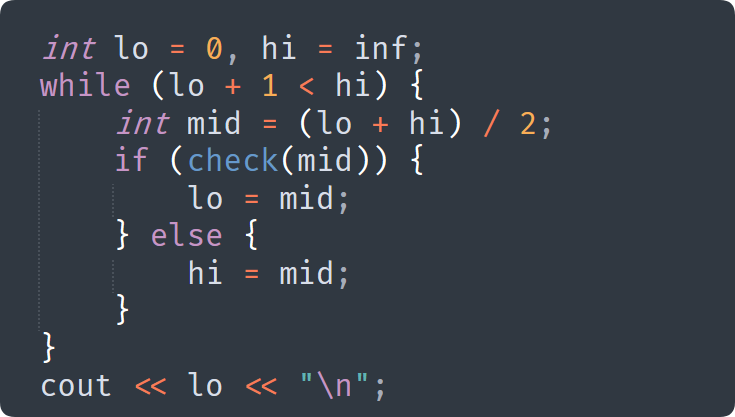 int lo = 0, hi = inf;
while (lo + 1 < hi) {
    int mid = (lo + hi) / 2;
    if (check(mid)) {
        lo = mid;
    } else {
        hi = mid;
    }
}
cout << lo << "\n";